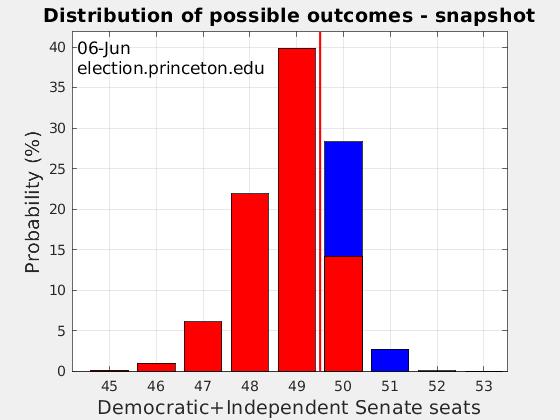 Distribution of possible outcomes - snapshot
06-Jun
election.princeton.edu
40
35
30
25
20
15
10
5
0
Probability (%)
45 46 47 48 49 50 51 52 53
Democratic+Independent Senate seats